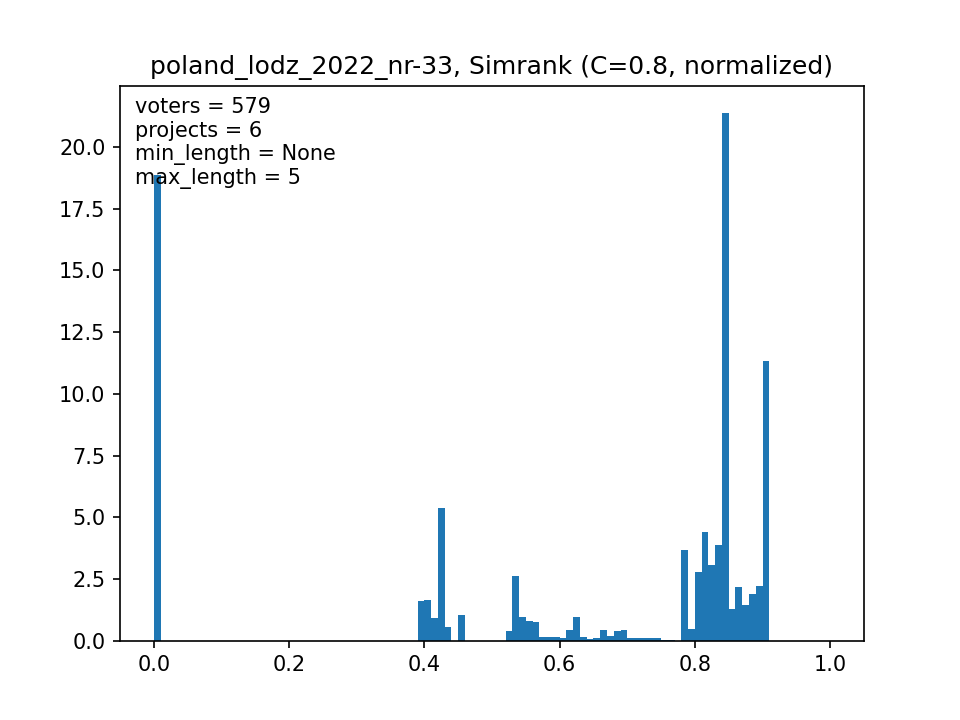 poland_lodz_2022_nr-33, Simrank (C=0.8, normalized)
voters = 579
projects = 6
min_length = None
max_length = 5
20.0
17.5
15.0
12.5
10.0
7.5
5.0
2.5
0.0
0.0 0.2 0.4 0.6 0.8 1.0